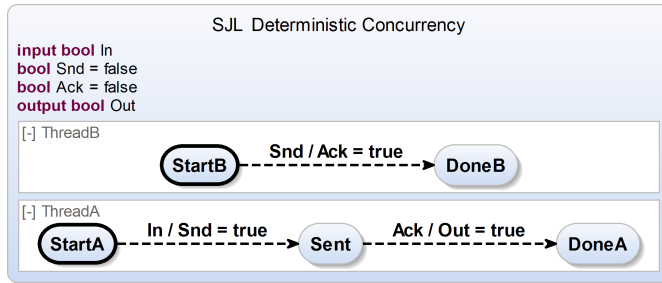 SJL Deterministic Concurrency
input bool In
bool Snd = false
bool Ack = false
output bool Out
[-] ThreadB
StartB
Snd / Ack = true
DoneB
[-] ThreadA
StartA
In / Snd = true
Sent
Ack / Out = true
DoneA